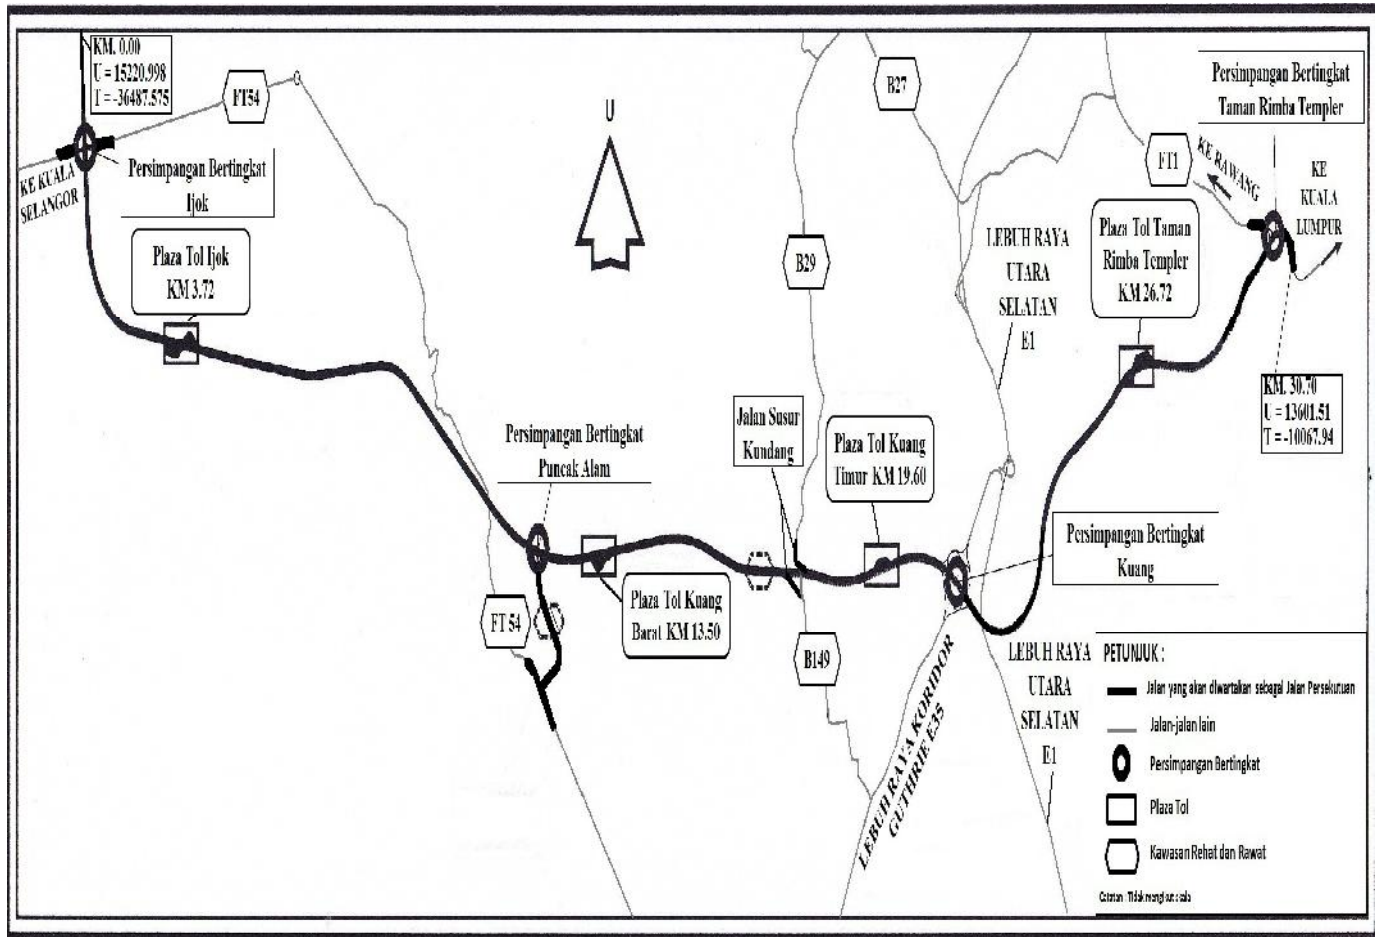 KM. 0.00
U = 15220.998
T = -36487.575
FT54
Persimpangan Bertingkat
Ijok
KE KUALA
SELANGOR
Plaza Tol Ijok
KM 3.72
U
B27
B29
Persimpangan Bertingkat
Taman Rimba Templer
FT1
KE RAWANG
KE
KUALA
LUMPUR
LEBUH RAYA
UTARA
SELATAN
E1
Plaza Tol Taman
Rimba Templer
KM 26.72
KM. 30.70
U = 13601.51
T = -10067.94
Persimpangan Bertingkat
Puncak Alam
Jalan Susur
Kundang
Plaza Tol Kuang
Timur KM 19.60
Persimpangan Bertingkat
Kuang
Plaza Tol Kuang
Barat KM 13.50
FT 54
B149
LEBUH RAYA KORIDOR
GUTHRIE E35
LEBUH RAYA
UTARA
SELATAN
E1
PETUNJUK :
Jalan yang akan diwartakan sebagai Jalan Persekutuan
Jalan-jalan lain
Persimpangan Bertingkat
Plaza Tol
Kawasan Rehat dan Rawat
Catatan : Tidak mengikut skala